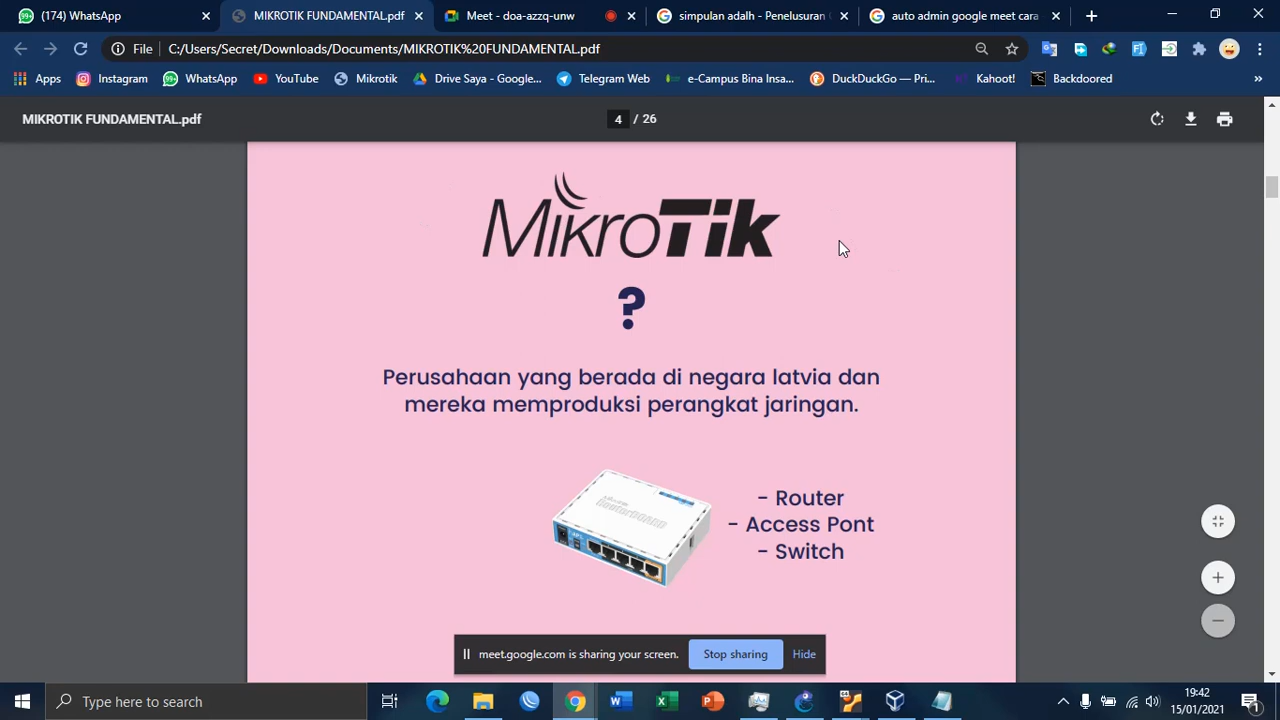 (174) WhatsApp
MIKROTIK FUNDAMENTAL.pdf
Meet - doa-azzq-unw
simpulan adalh - Penelusuran G
auto admin google meet cara
File
C:/Users/Secret/Downloads/Documents/MIKROTIK%20FUNDAMENTAL.pdf
Apps
Instagram
WhatsApp
YouTube
Mikrotik
Drive Saya - Google...
Telegram Web
e-Campus Bina Insa...
DuckDuckGo — Pri...
Kahoot!
Backdoored
MIKROTIK FUNDAMENTAL.pdf
4 / 26
MikroTik
?
Perusahaan yang berada di negara latvia dan
mereka memproduksi perangkat jaringan.
RouterBOARD
- Router
- Access Pont
- Switch
meet.google.com is sharing your screen.
Stop sharing
Hide
Type here to search
19:42
15/01/2021